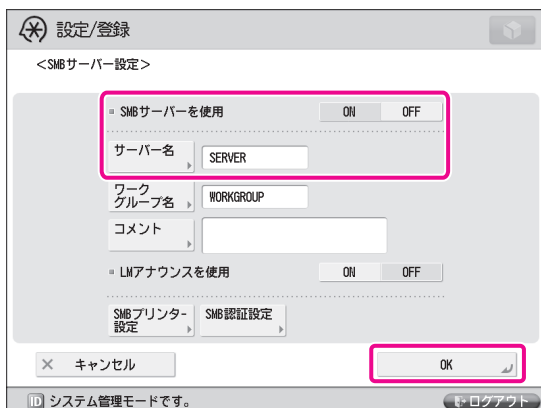 設定/登録
<SMBサーバー設定>
SMBサーバーを使用 ON OFF
サーバー名 SERVER
ワーク
グループ名 WORKGROUP
コメント
LMアナウンスを使用 ON OFF
SMBプリンター
設定 SMB認証設定
× キャンセル OK
ID システム管理モードです。 ログアウト